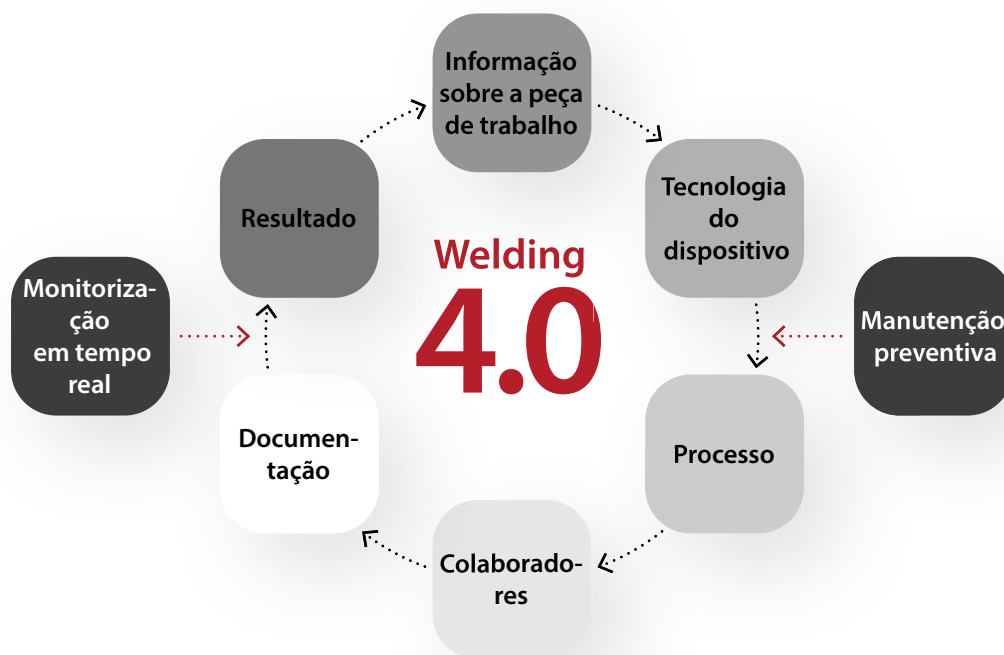 Informação
sobre a peça
de trabalho
Tecnologia
do
dispositivo
Resultado
Welding
4.0
Monitoriza-
ção
em tempo
real
Manutenção
preventiva
Documen-
tação
Processo
Colaborado-
res